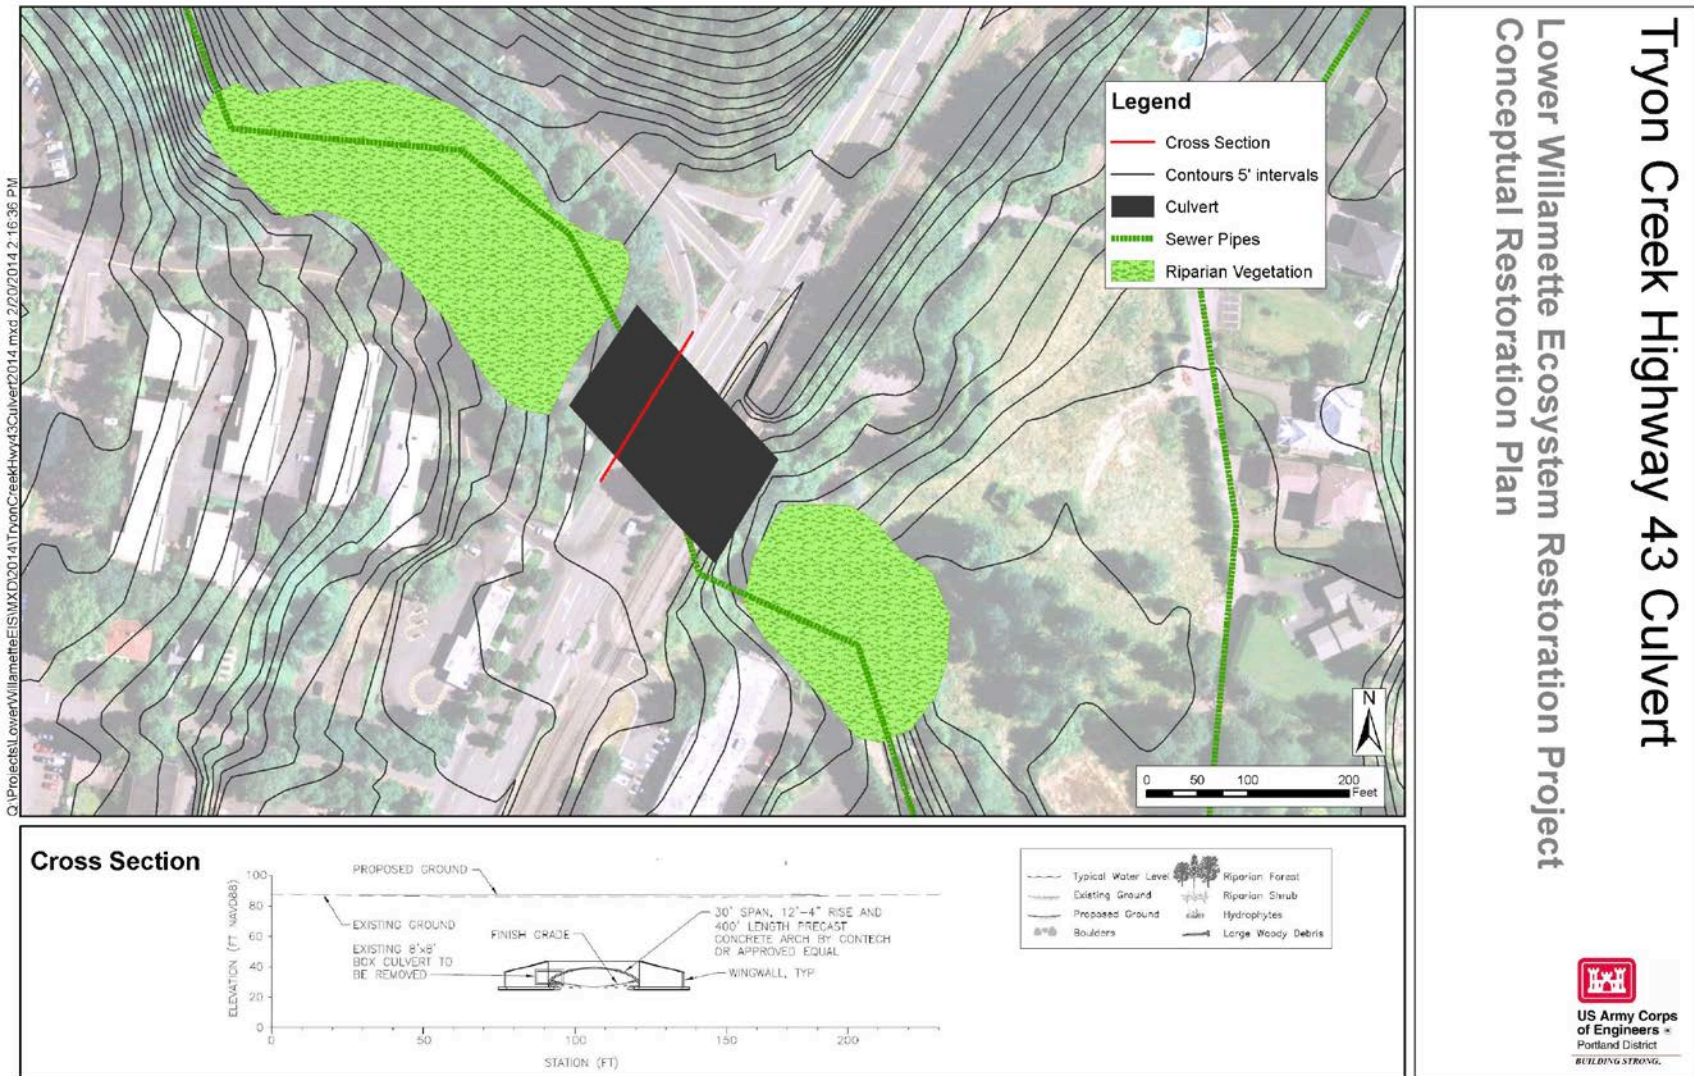 Tryon Creek Highway 43 Culvert
Lower Willamette Ecosystem Restoration Project
Conceptual Restoration Plan
Q:\Projects\LowerWillametteEIS\MXD\2014\TryonCreekHwy43Culvert2014.mxd 2/20/2014 2:16:36 PM
Legend
Cross Section
Contours 5' intervals
Culvert
Sewer Pipes
Riparian Vegetation
N
0 50 100 200
Feet
Cross Section
ELEVATION (FT NAVD88)
100
80
60
40
20
0
PROPOSED GROUND
EXISTING GROUND
EXISTING 8'x8'
BOX CULVERT TO
BE REMOVED
FINISH GRADE
30' SPAN, 12'-4" RISE AND
400' LENGTH PRECAST
CONCRETE ARCH BY CONTECH
OR APPROVED EQUAL
WINGWALL, TYP
0 50 100 150 200
STATION (FT)
Typical Water Level
Existing Ground
Proposed Ground
Boulders
Riparian Forest
Riparian Shrub
Hydrophytes
Large Woody Debris
US Army Corps
of Engineers ®
Portland District
BUILDING STRONG.